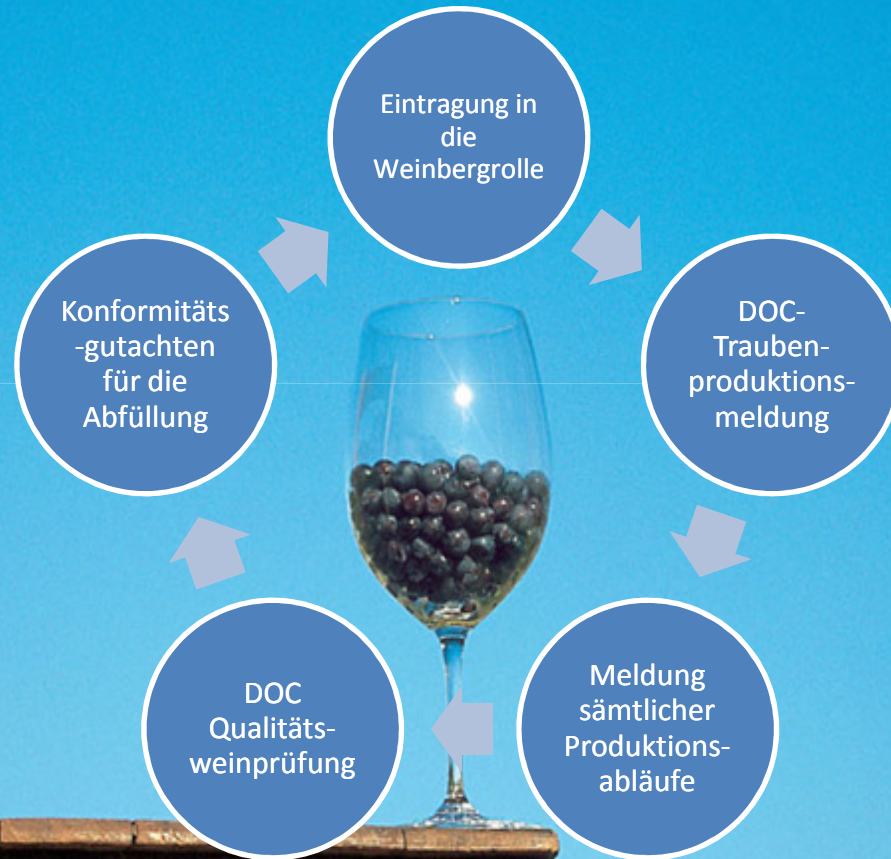 Eintragung in
die
Weinbergrolle
DOC-
Trauben-
produktions-
meldung
Meldung
sämtlicher
Produktions-
abläufe
DOC
Qualitäts-
weinprüfung
Konformitäts
-gutachten
für die
Abfüllung